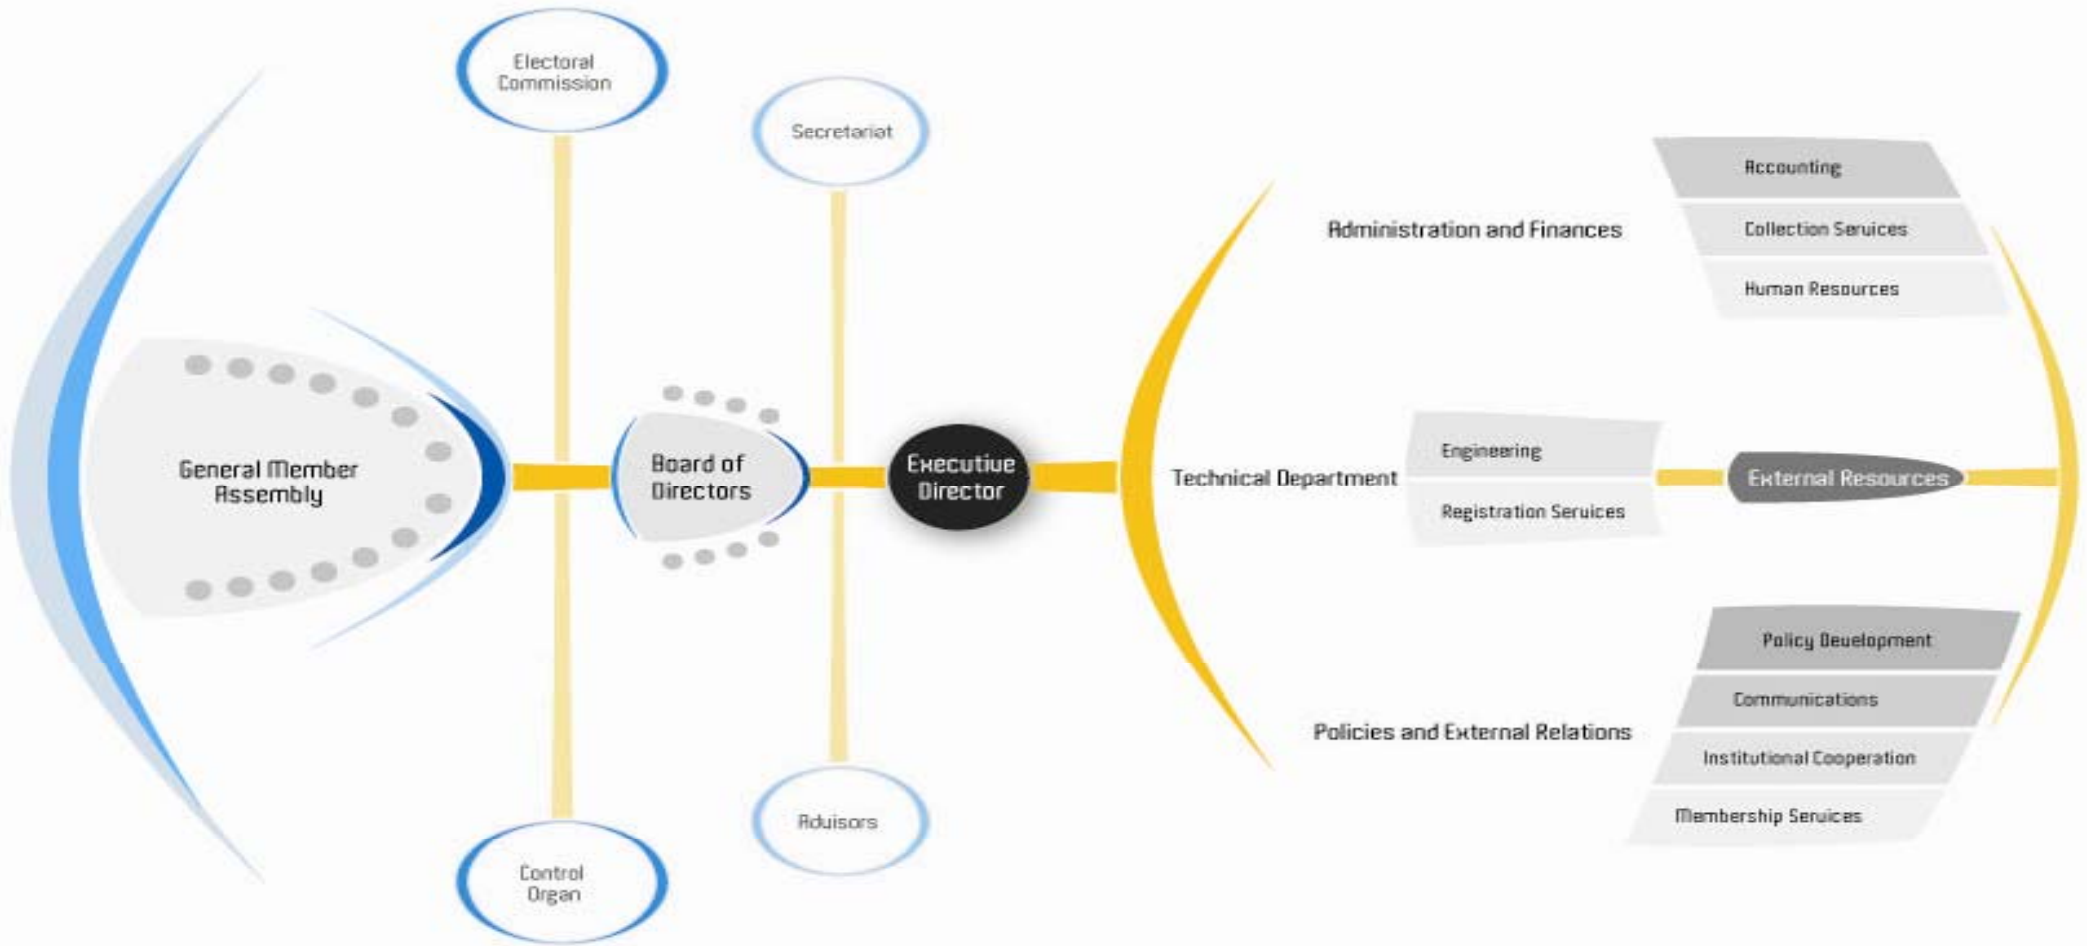 Electoral
Commission
Secretariat
General Member
Assembly
Board of
Directors
Executive
Director
Control
Organ
Advisors
Administration and Finances
Accounting
Collection Services
Human Resources
Technical Department
Engineering
Registration Services
External Resources
Policies and External Relations
Policy Development
Communications
Institutional Cooperation
Membership Services